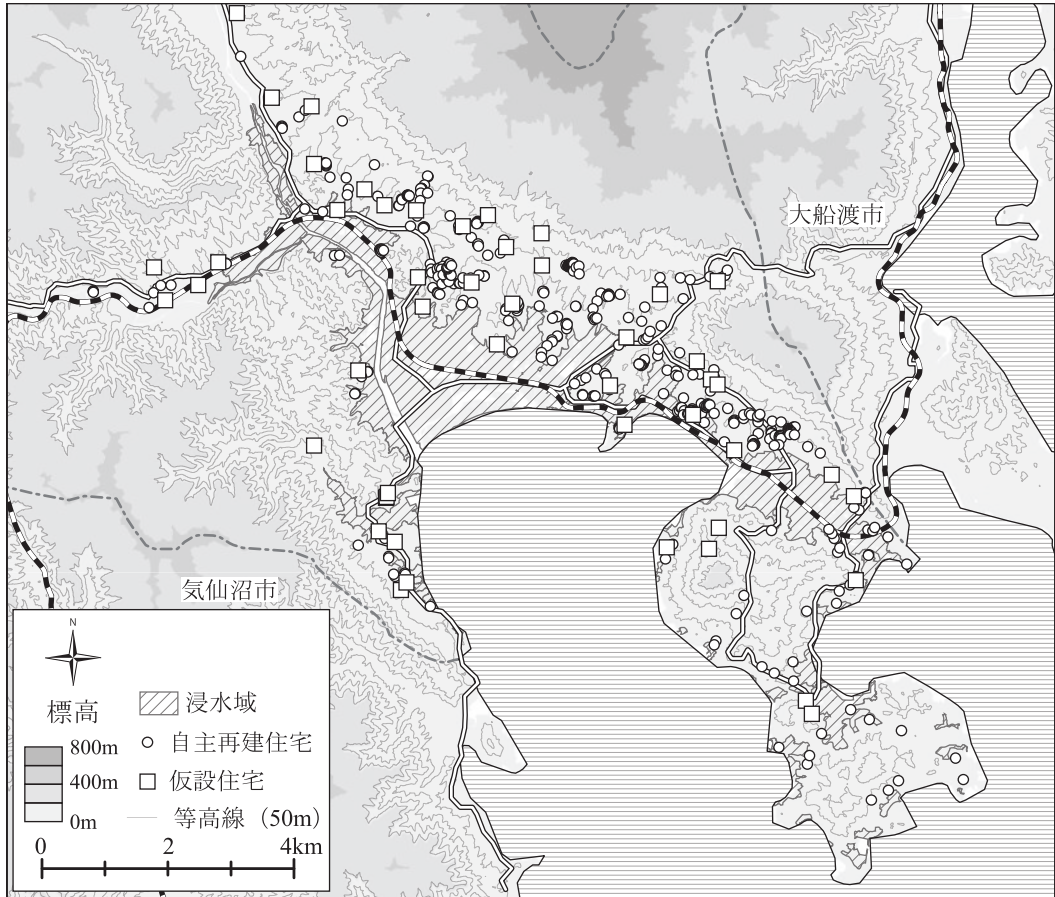 大船渡市
気仙沼市
N
標高
800m
400m
0m
浸水域
自主再建住宅
仮設住宅
等高線（50m）
0 2 4km